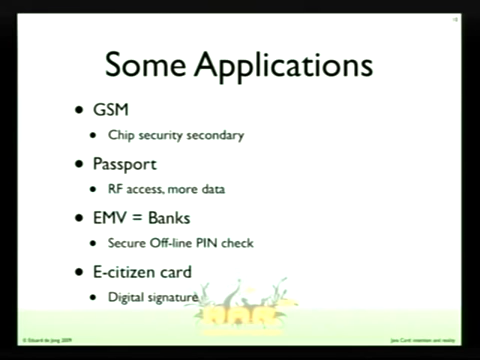 Some Applications
• GSM
• Chip security secondary
• Passport
• RF access, more data
• EMV = Banks
• Secure Off-line PIN check
• E-citizen card
• Digital signature
© Eduard de Jong 2009